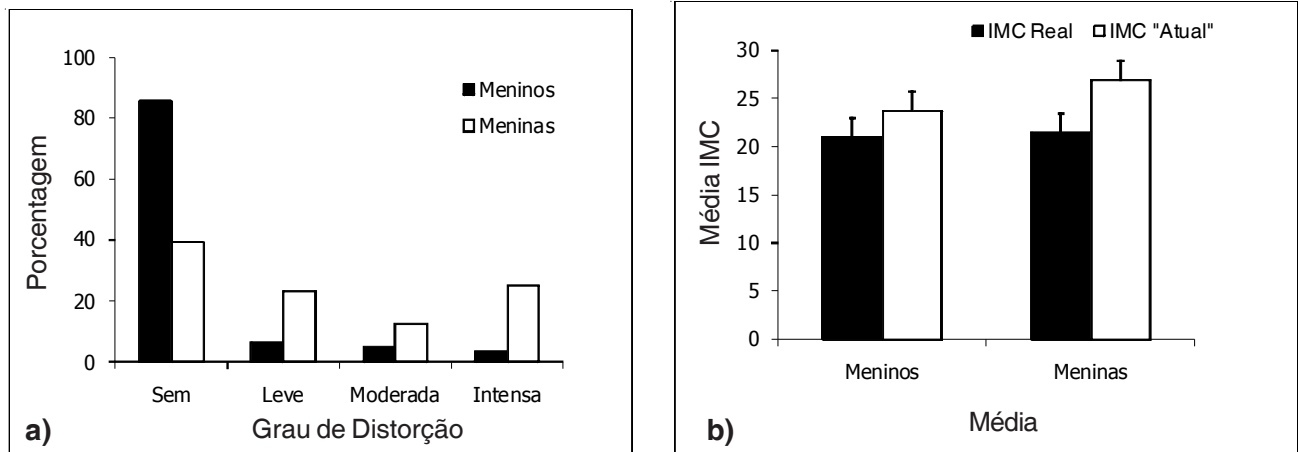 100
80
60
40
20
0
Porcentagem
Meninos
Meninas
Sem Leve Moderada Intensa
Grau de Distorção
a)
IMC Real IMC "Atual"
30
25
20
15
10
5
0
Média IMC
Meninos Meninas
Média
b)